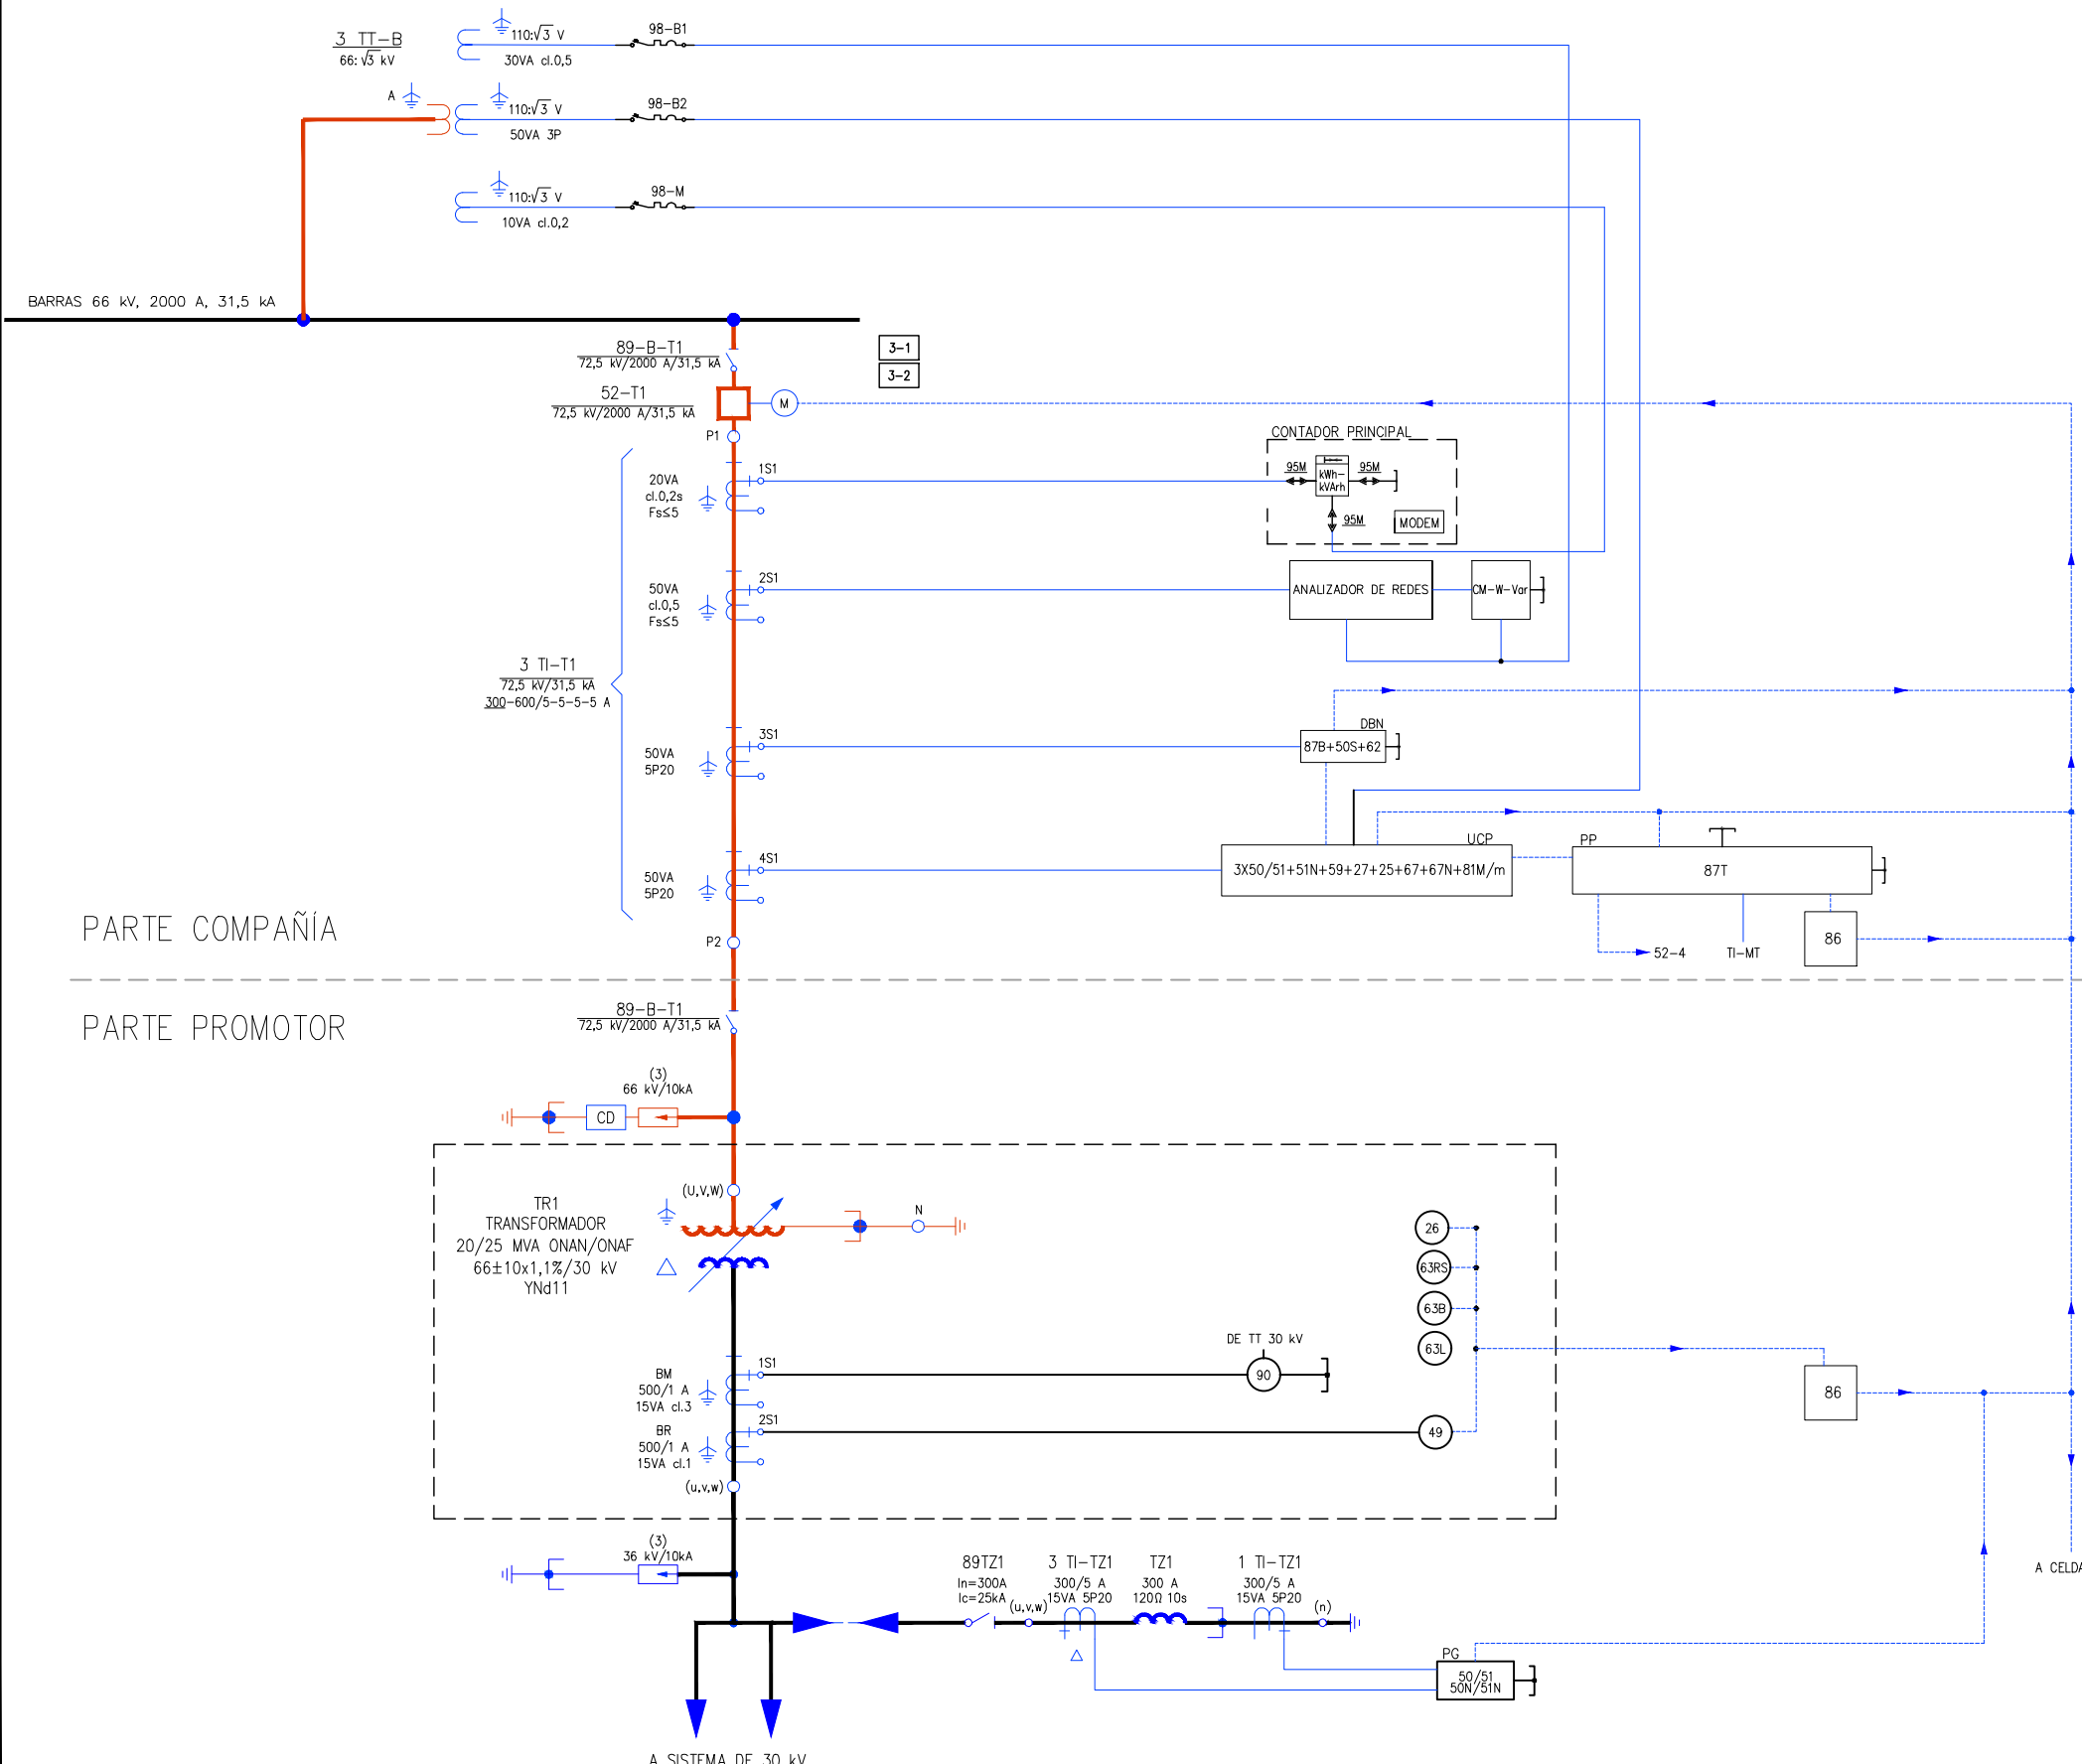 3 TT-B
66:√3 kV
110:√3 V
30VA cl.0,5
98-B1
A
110:√3 V
50VA 3P
98-B2
110:√3 V
10VA cl.0,2
98-M
BARRAS 66 kV, 2000 A, 31,5 kA
89-B-T1
72,5 kV/2000 A/31,5 kA
3-1
3-2
52-T1
72,5 kV/2000 A/31,5 kA
M
P1
CONTADOR PRINCIPAL
95M
kWh-
kVArh
95M
95M
MODEM
20VA
cl.0,2s
Fs≤5
1S1
50VA
cl.0,5
Fs≤5
2S1
ANALIZADOR DE REDES
CM-W-Var
3 TI-T1
72,5 kV/31,5 kA
300-600/5-5-5-5 A
50VA
5P20
3S1
DBN
87B+50S+62
50VA
5P20
4S1
UCP
3X50/51+51N+59+27+25+67+67N+81M/m
PP
87T
86
52-4
TI-MT
P2
PARTE COMPAÑÍA
PARTE PROMOTOR
89-B-T1
72,5 kV/2000 A/31,5 kA
(3)
66 kV/10kA
CD
(U,V,W)
N
TR1
TRANSFORMADOR
20/25 MVA ONAN/ONAF
66±10x1,1%/30 kV
YNd11
26
63RS
63B
63L
DE TT 30 kV
90
BM
500/1 A
15VA cl.3
1S1
BR
500/1 A
15VA cl.1
2S1
49
86
(u,v,w)
(3)
36 kV/10kA
89TZ1
In=300A
Ic=25kA
(u,v,w)
3 TI-TZ1
300/5 A
15VA 5P20
TZ1
300 A
120Ω 10s
1 TI-TZ1
300/5 A
15VA 5P20
(n)
A CELDA
PG
50/51
50N/51N
A SISTEMA DE 30 kV